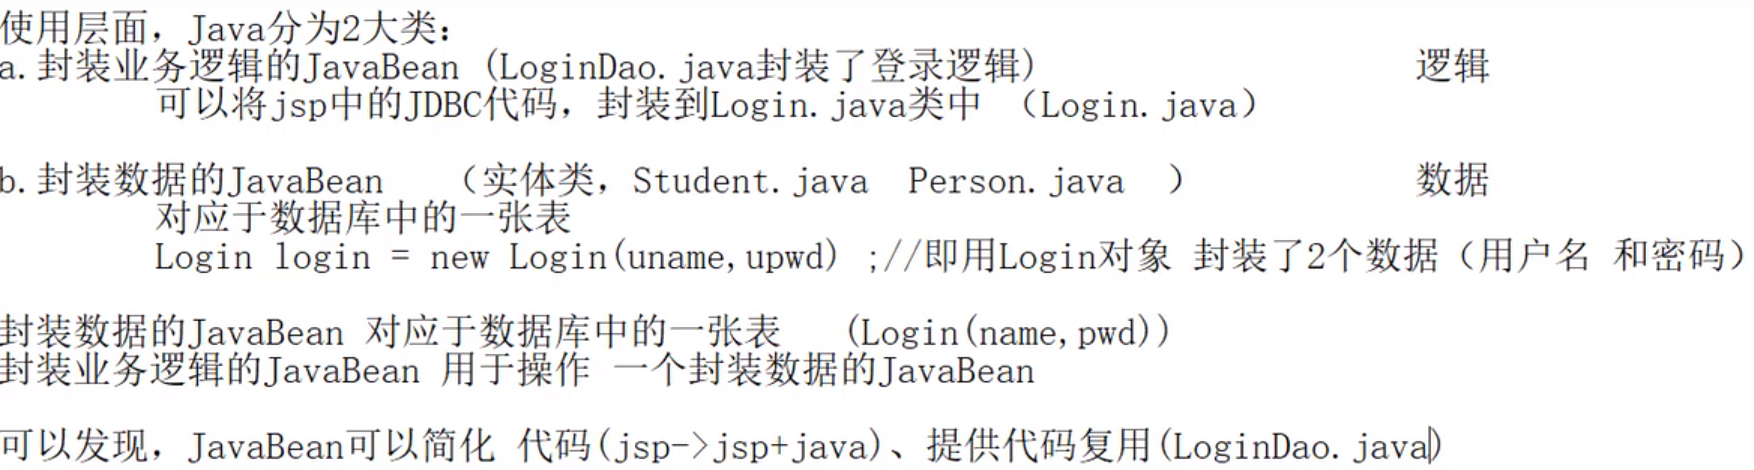 使用层面，Java分为2大类：
a.封装业务逻辑的JavaBean (LoginDao.java封装了登录逻辑) 逻辑
可以将jsp中的JDBC代码，封装到Login.java类中 （Login.java）
b.封装数据的JavaBean （实体类，Student.java Person.java ） 数据
对应于数据库中的一张表
Login login = new Login(uname,upwd) ;//即用Login对象 封装了2个数据（用户名 和密码）
封装数据的JavaBean 对应于数据库中的一张表 (Login(name,pwd))
封装业务逻辑的JavaBean 用于操作 一个封装数据的JavaBean
可以发现，JavaBean可以简化 代码(jsp->jsp+java)、提供代码复用(LoginDao.java)